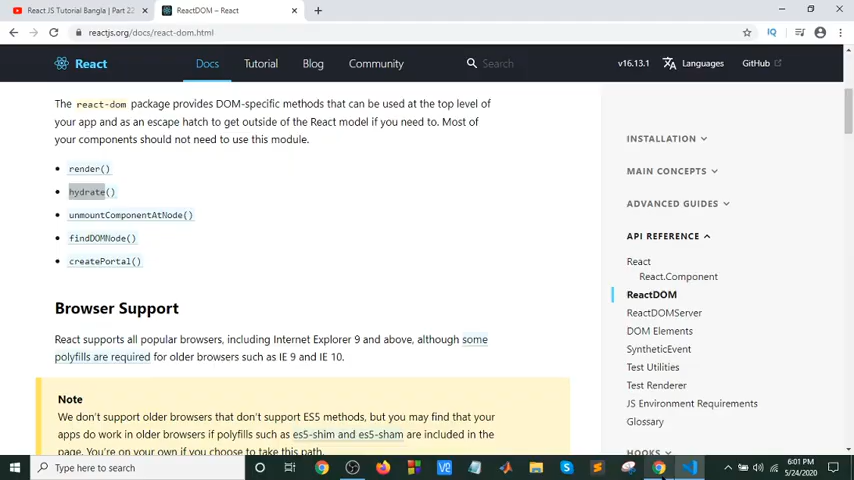 React JS Tutorial Bangla | Part 22
ReactDOM – React
reactjs.org/docs/react-dom.html
React
Docs
Tutorial
Blog
Community
Search
v16.13.1
Languages
GitHub
The react-dom package provides DOM-specific methods that can be used at the top level of
your app and as an escape hatch to get outside of the React model if you need to. Most of
your components should not need to use this module.
render()
hydrate()
unmountComponentAtNode()
findDOMNode()
createPortal()
Browser Support
React supports all popular browsers, including Internet Explorer 9 and above, although some
polyfills are required for older browsers such as IE 9 and IE 10.
Note
We don't support older browsers that don't support ES5 methods, but you may find that your
apps do work in older browsers if polyfills such as es5-shim and es5-sham are included in the
page. You're on your own if you choose to take this path.
INSTALLATION
MAIN CONCEPTS
ADVANCED GUIDES
API REFERENCE
React
React.Component
ReactDOM
ReactDOMServer
DOM Elements
SyntheticEvent
Test Utilities
Test Renderer
JS Environment Requirements
Glossary
HOOKS
Type here to search
6:01 PM
5/24/2020